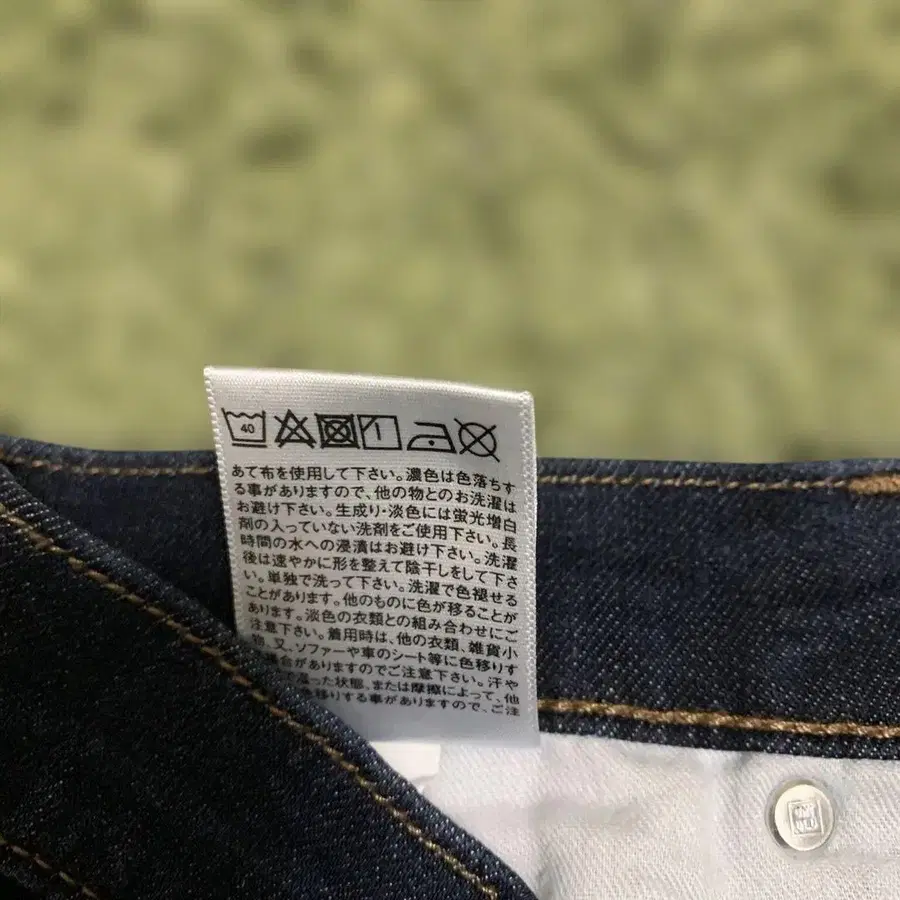 40
1
あて布を使用して下さい。濃色は色落ちす
る事がありますので、他の物とのお洗濯は
お避け下さい。生成り・淡色には蛍光増白
剤の入っていない洗剤をご使用下さい。長
時間の水への浸漬はお避け下さい。洗濯
後は速やかに形を整えて陰干しをして下さ
い。単独で洗って下さい。洗濯で色褪せる
ことがあります。他のものに色が移ることが
あります。淡色の衣類との組み合わせにご
注意下さい。着用時は、他の衣類、雑貨小
物、又、ソファーや車のシート等に色移りす
場合がありますのでご注意下さい。汗や
で湿った状態、または摩擦によって、他
移りする事がありますので、ご注
UNI
QLO